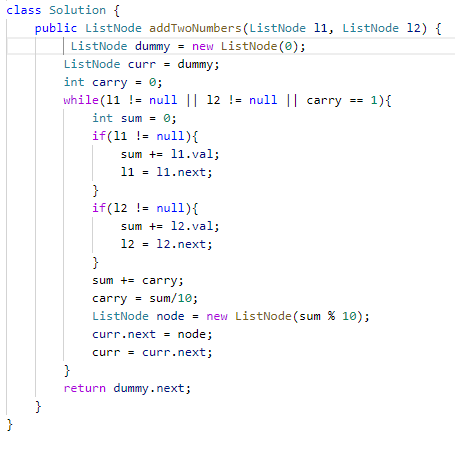 class Solution {
    public ListNode addTwoNumbers(ListNode l1, ListNode l2) {
         ListNode dummy = new ListNode(0);
        ListNode curr = dummy;
        int carry = 0;
        while(l1 != null || l2 != null || carry == 1){
            int sum = 0;
            if(l1 != null){
                sum += l1.val;
                l1 = l1.next;
            }
            if(l2 != null){
                sum += l2.val;
                l2 = l2.next;
            }
            sum += carry;
            carry = sum/10;
            ListNode node = new ListNode(sum % 10);
            curr.next = node;
            curr = curr.next;
        }
        return dummy.next;
    }
}